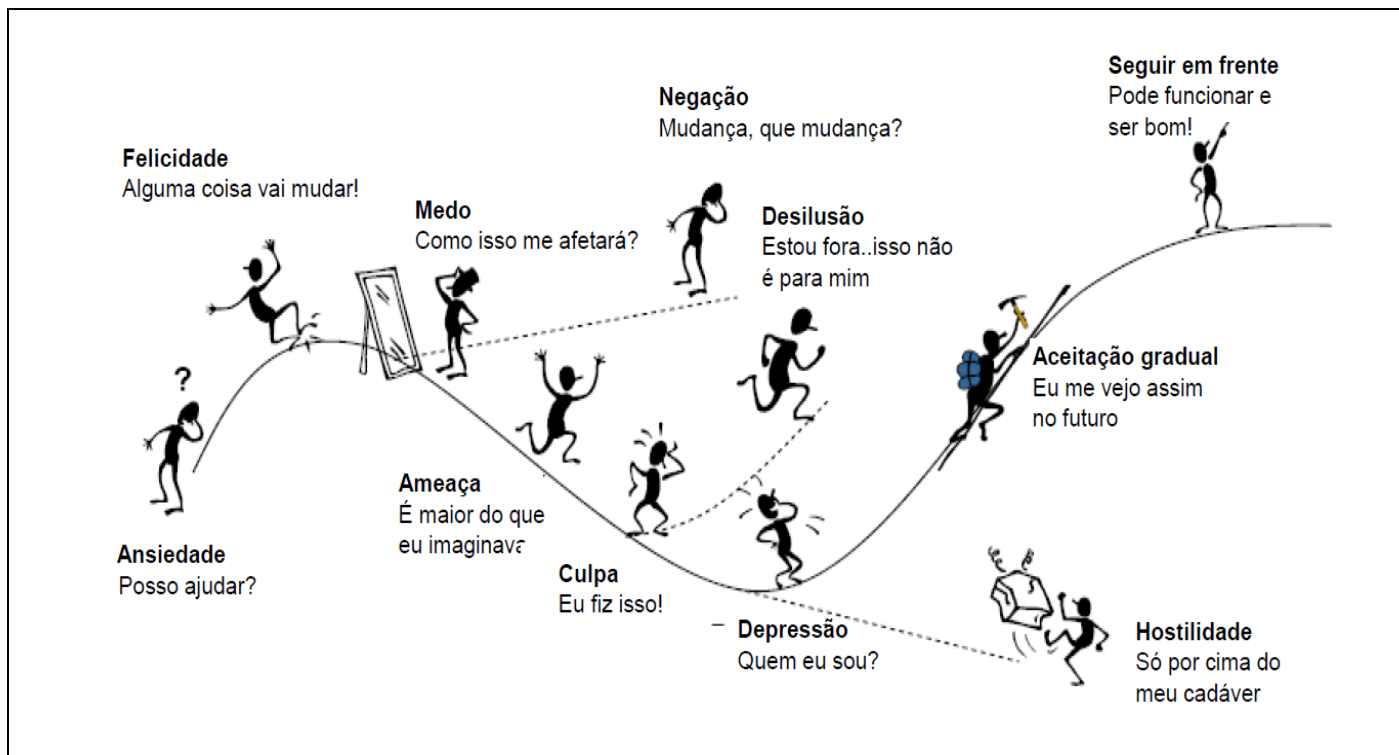 Ansiedade
Posso ajudar?
?
Felicidade
Alguma coisa vai mudar!
Medo
Como isso me afetará?
Negação
Mudança, que mudança?
Ameaça
É maior do que
eu imaginava
Culpa
Eu fiz isso!
Desilusão
Estou fora..isso não
é para mim
Depressão
Quem eu sou?
Hostilidade
Só por cima do
meu cadáver
Aceitação gradual
Eu me vejo assim
no futuro
Seguir em frente
Pode funcionar e
ser bom!